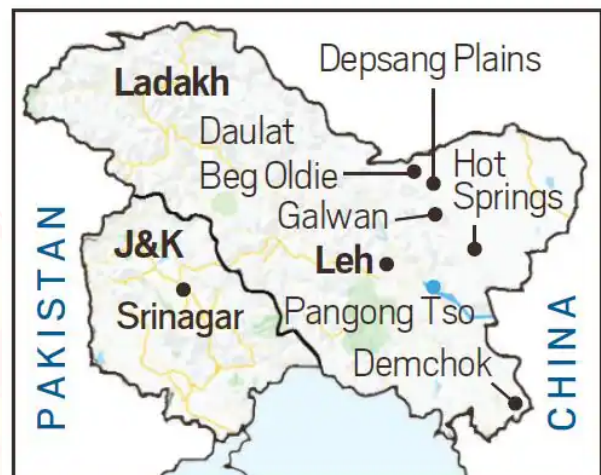 Depsang Plains
Ladakh
Daulat
Beg Oldie
Hot
Springs
Galwan
J&K
Leh
Srinagar
Pangong Tso
Demchok
PAKISTAN
CHINA